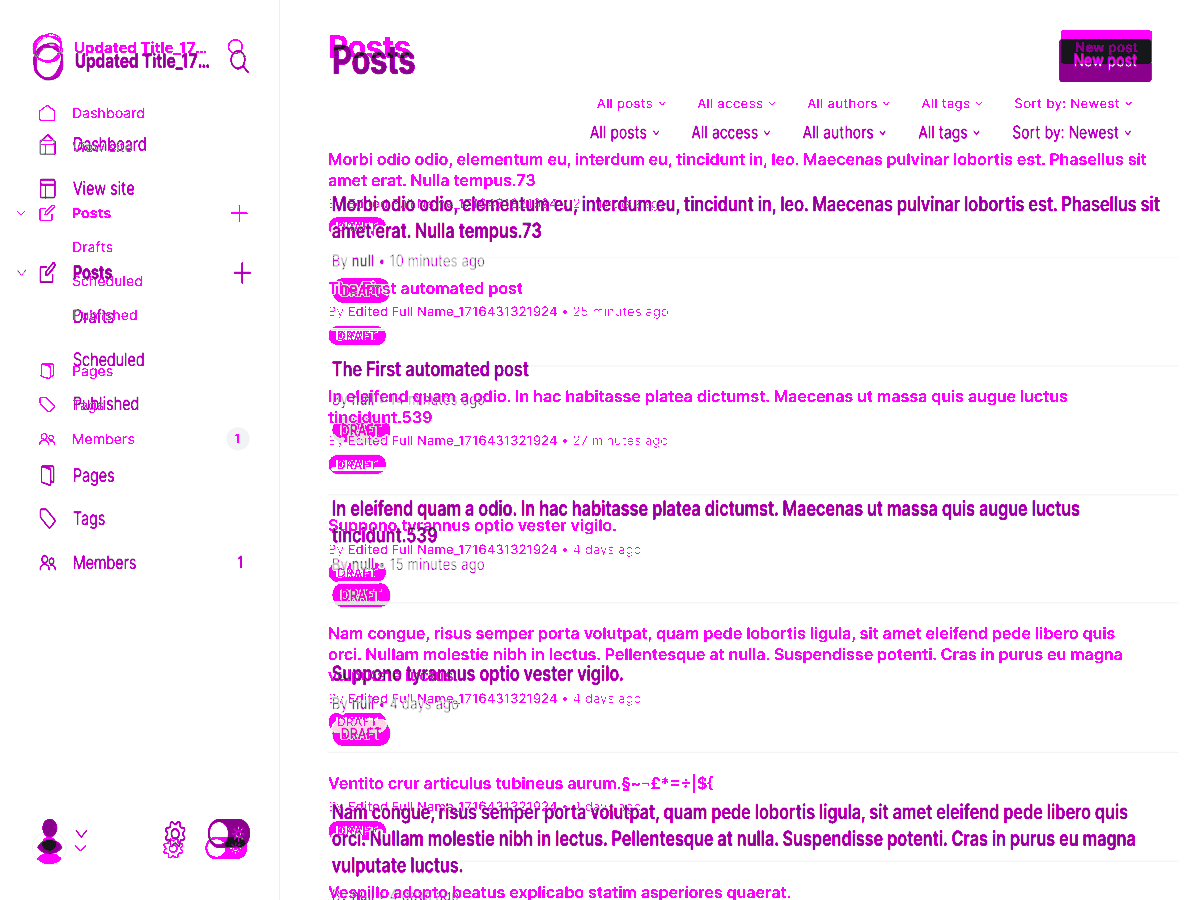 Updated Title_17...
Updated Title_17...
Dashboard
Dashboard
View site
View site
Posts
Drafts
Posts
Scheduled
Published
Drafts
Scheduled
Pages
Published
Tags
Members 1
Pages
Tags
Members 1
Posts
Posts
New post
New post
All posts All access All authors All tags Sort by: Newest
All posts All access All authors All tags Sort by: Newest
Morbi odio odio, elementum eu, interdum eu, tincidunt in, leo. Maecenas pulvinar lobortis est. Phasellus sit
amet erat. Nulla tempus.73
Morbi odio odio, elementum eu, interdum eu, tincidunt in, leo. Maecenas pulvinar lobortis est. Phasellus sit
amet erat. Nulla tempus.73
DRAFT
By null • 10 minutes ago
The First automated post
DRAFT
By Edited Full Name_1716431321924 • 25 minutes ago
DRAFT
The First automated post
In eleifend quam a odio. In hac habitasse platea dictumst. Maecenas ut massa quis augue luctus
tincidunt.539
DRAFT
By Edited Full Name_1716431321924 • 27 minutes ago
DRAFT
In eleifend quam a odio. In hac habitasse platea dictumst. Maecenas ut massa quis augue luctus
Suppono tyrannus optio vester vigilo.
tincidunt.539
By Edited Full Name_1716431321924 • 4 days ago
By null • 15 minutes ago
DRAFT
DRAFT
Nam congue, risus semper porta volutpat, quam pede lobortis ligula, sit amet eleifend pede libero quis
orci. Nullam molestie nibh in lectus. Pellentesque at nulla. Suspendisse potenti. Cras in purus eu magna
Suppono tyrannus optio vester vigilo.
By Edited Full Name_1716431321924 • 4 days ago
By null • 4 days ago
DRAFT
DRAFT
Ventito crur articulus tubineus aurum.§~¬£*=÷|${
Nam congue, risus semper porta volutpat, quam pede lobortis ligula, sit amet eleifend pede libero quis
DRAFT
orci. Nullam molestie nibh in lectus. Pellentesque at nulla. Suspendisse potenti. Cras in purus eu magna
vulputate luctus.
Vespillo adopto beatus explicabo statim asperiores quaerat.